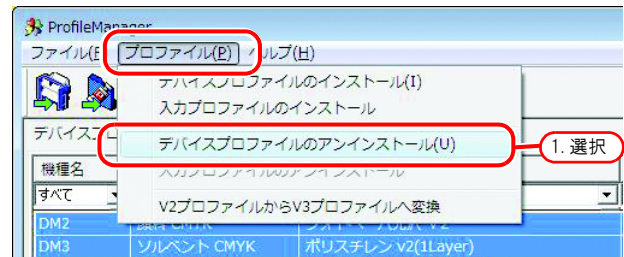 ProfileManager
ファイル(F) プロファイル(P) ヘルプ(H)
デバイスプロファイルのインストール(I)
入力プロファイルのインストール
デバイスプロファイルのアンインストール(U)
1. 選択
入力プロファイルのアンインストール
V2プロファイルからV3プロファイルへ変換
デバイスプロ
機種名
すべて
DM2
DM3 ソルベント CMYK ポリスチレン v2(1Layer)